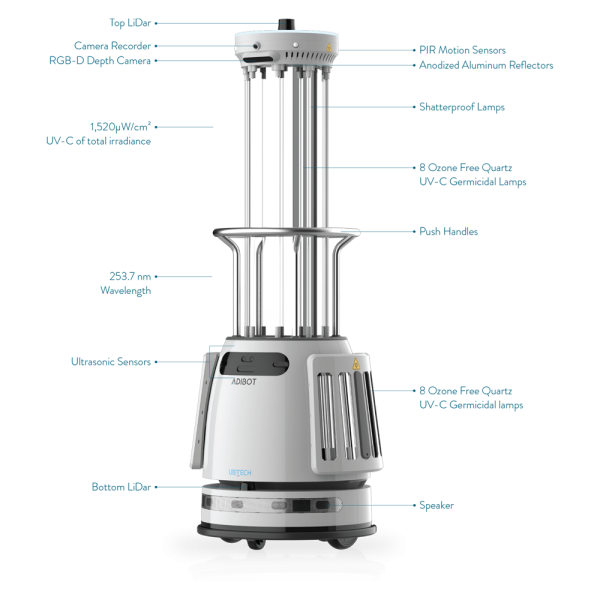 Top LiDar
Camera Recorder
RGB-D Depth Camera
PIR Motion Sensors
Anodized Aluminum Reflectors
Shatterproof Lamps
1,520μW/cm²
UV-C of total irradiance
8 Ozone Free Quartz
UV-C Germicidal Lamps
Push Handles
253.7 nm
Wavelength
Ultrasonic Sensors
ADIBOT
8 Ozone Free Quartz
UV-C Germicidal lamps
UBTECH
Bottom LiDar
Speaker